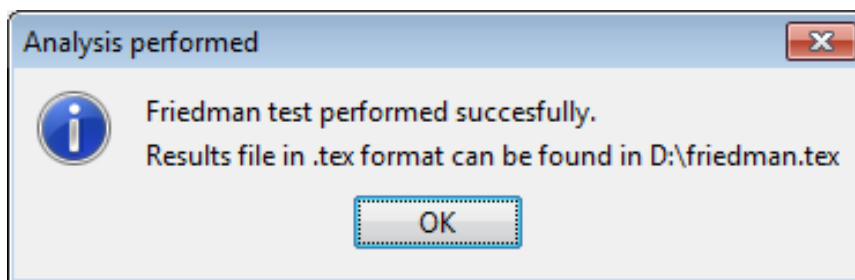 Analysis performed
Friedman test performed succesfully.
Results file in .tex format can be found in D:\friedman.tex
OK